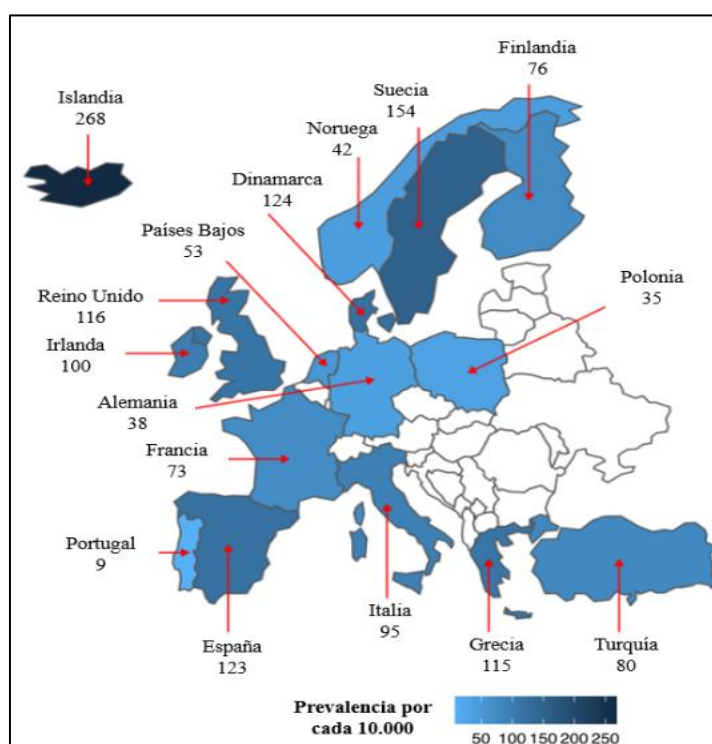 Finlandia
76
Islandia
268
Suecia
154
Noruega
42
Dinamarca
124
Países Bajos
53
Polonia
35
Reino Unido
116
Irlanda
100
Alemania
38
Francia
73
Portugal
9
España
123
Italia
95
Grecia
115
Turquía
80
Prevalencia por
cada 10.000
50 100 150 200 250